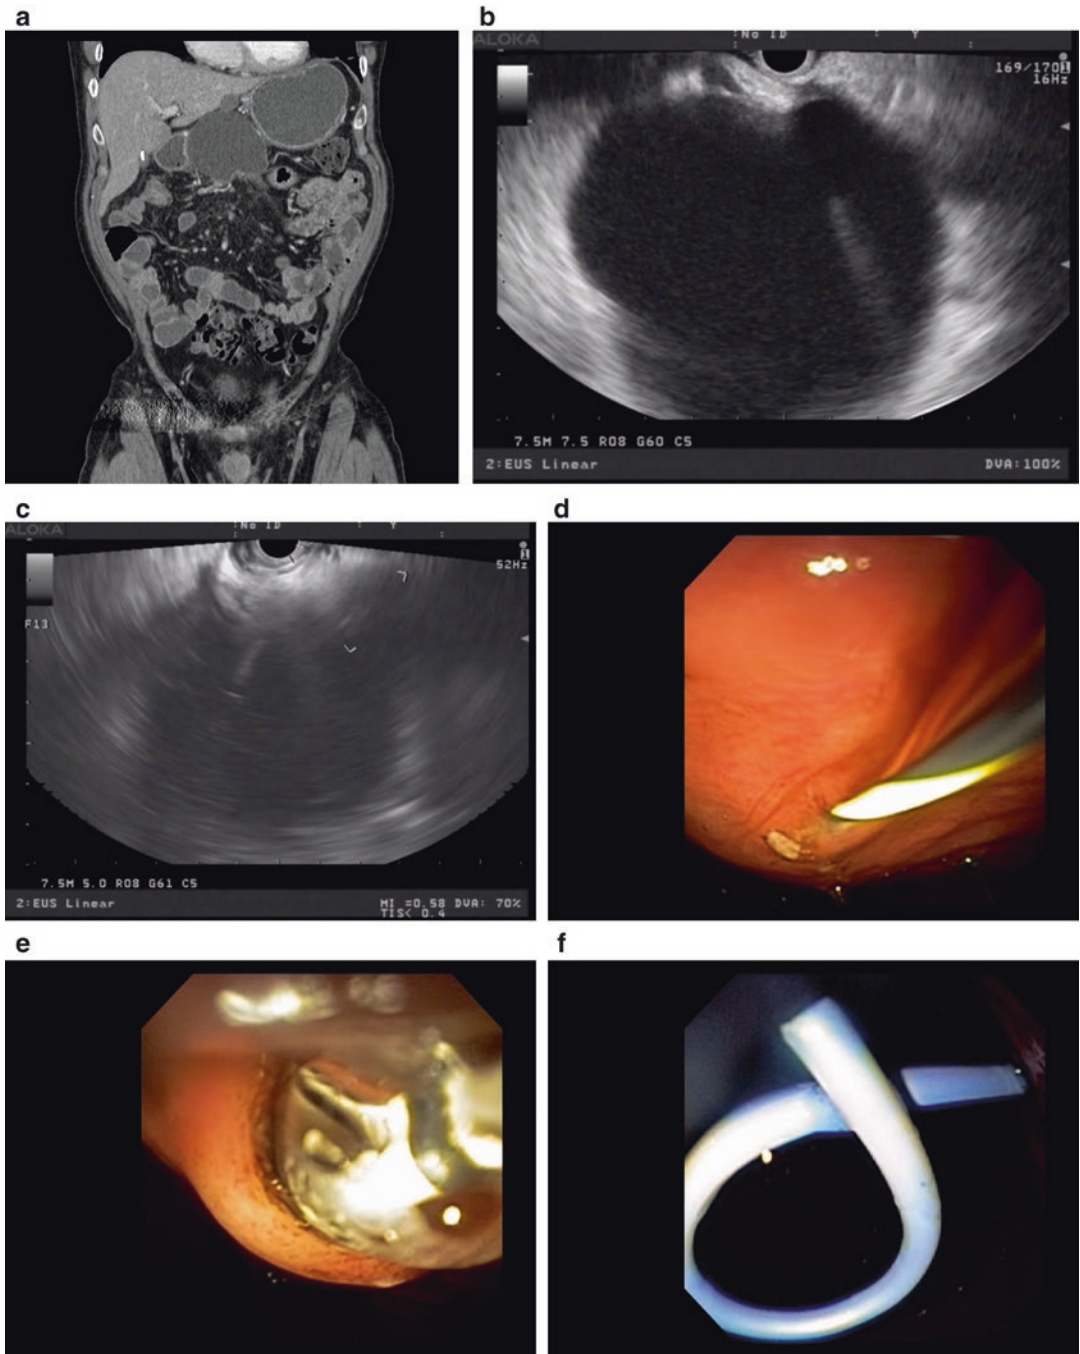 a
b
ALOKA
No ID
Y
169/170
16Hz
7.5M 7.5 R08 G60 C5
2:EUS Linear
DVA:100%
c
ALOKA
No ID
Y
52Hz
F13
7.5M 5.0 R08 G61 C5
2:EUS Linear
MI =0.58 DVA: 70%
TIS< 0.4
d
e
f